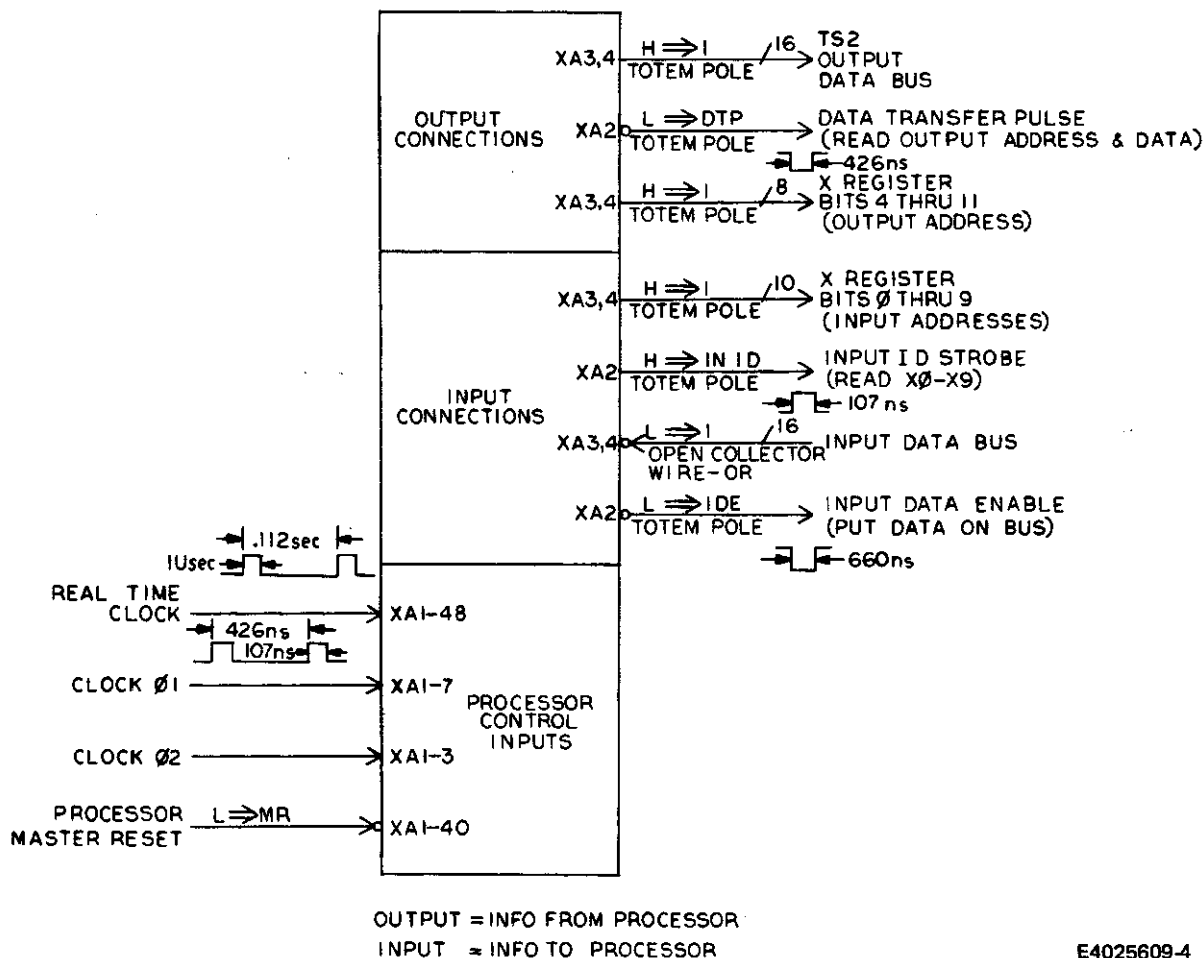 XA3,4 H ⇒ 1 16 TS2
TOTEM POLE OUTPUT
DATA BUS
OUTPUT
CONNECTIONS
XA2 L ⇒ DTP DATA TRANSFER PULSE
TOTEM POLE (READ OUTPUT ADDRESS & DATA)
426ns
XA3,4 H ⇒ 1 8 X REGISTER
TOTEM POLE BITS 4 THRU 11
(OUTPUT ADDRESS)
XA3,4 H ⇒ 1 10 X REGISTER
TOTEM POLE BITS Ø THRU 9
(INPUT ADDRESSES)
INPUT
CONNECTIONS
XA2 H ⇒ IN ID INPUT ID STROBE
TOTEM POLE (READ XØ-X9)
107ns
XA3,4 L ⇒ 1 16 INPUT DATA BUS
OPEN COLLECTOR
WIRE-OR
XA2 L ⇒ IDE INPUT DATA ENABLE
TOTEM POLE (PUT DATA ON BUS)
660ns
.112sec
1Usec
REAL TIME
CLOCK XA1-48
426ns
107ns
CLOCK Ø1 XA1-7
PROCESSOR
CONTROL
INPUTS
CLOCK Ø2 XA1-3
PROCESSOR L ⇒ MR
MASTER RESET XA1-40
OUTPUT = INFO FROM PROCESSOR
INPUT = INFO TO PROCESSOR
E4025609-4